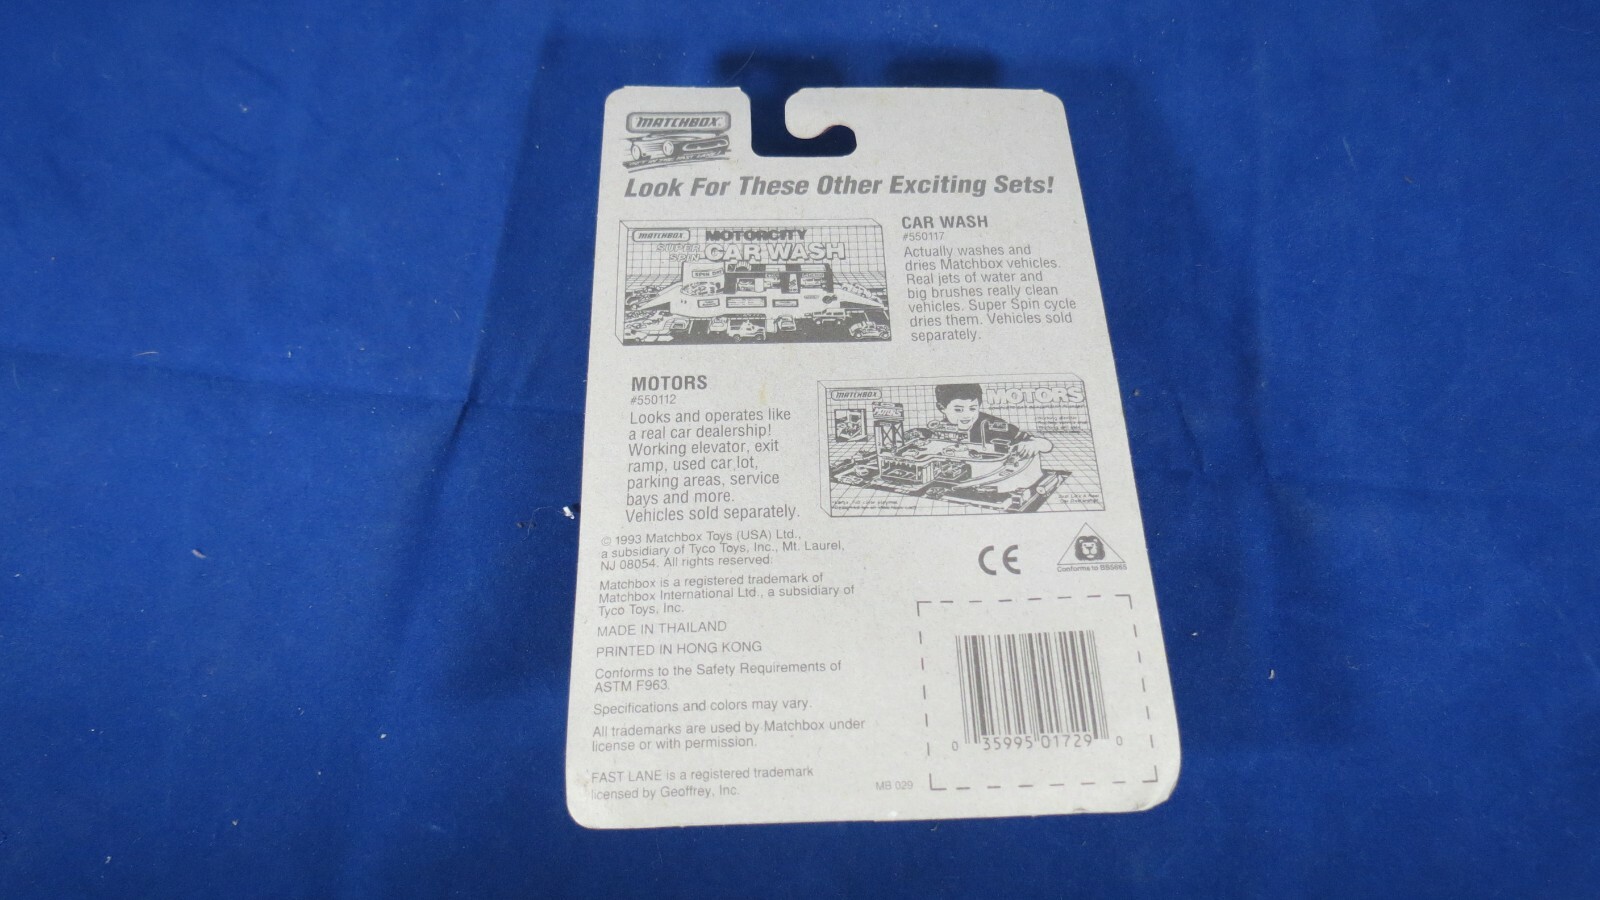 MATCHBOX
Look For These Other Exciting Sets!
MATCHBOX
MOTORCITY
SUPER SPIN CAR WASH
CAR WASH
#550117
Actually washes and
dries Matchbox vehicles.
Real jets of water and
big brushes really clean
vehicles. Super Spin cycle
dries them. Vehicles sold
separately.
MOTORS
#550112
Looks and operates like
a real car dealership!
Working elevator, exit
ramp, used car lot,
parking areas, service
bays and more.
Vehicles sold separately.
MATCHBOX
MOTORS
© 1993 Matchbox Toys (USA) Ltd.,
a subsidiary of Tyco Toys, Inc., Mt. Laurel,
NJ 08054. All rights reserved.
Matchbox is a registered trademark of
Matchbox International Ltd., a subsidiary of
Tyco Toys, Inc.
MADE IN THAILAND
PRINTED IN HONG KONG
Conforms to the Safety Requirements of
ASTM F963.
Specifications and colors may vary.
All trademarks are used by Matchbox under
license or with permission.
FAST LANE is a registered trademark
licensed by Geoffrey, Inc.
MB 029
CE
Conforms to BS5665
0 35995 01729 0